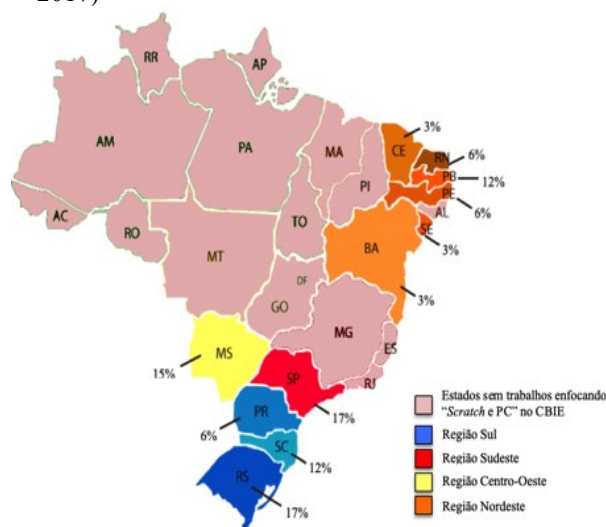 2017)
RR
AP
AM
PA
MA
CE
3%
RN
6%
PB
12%
PI
PE
6%
AL
AC
TO
SE
3%
RO
BA
MT
3%
DF
GO
MG
ES
MS
15%
SP
RJ
17%
PR
6%
SC
12%
RS
17%
Estados sem trabalhos enfocando
“Scratch e PC” no CBIE
Região Sul
Região Sudeste
Região Centro-Oeste
Região Nordeste